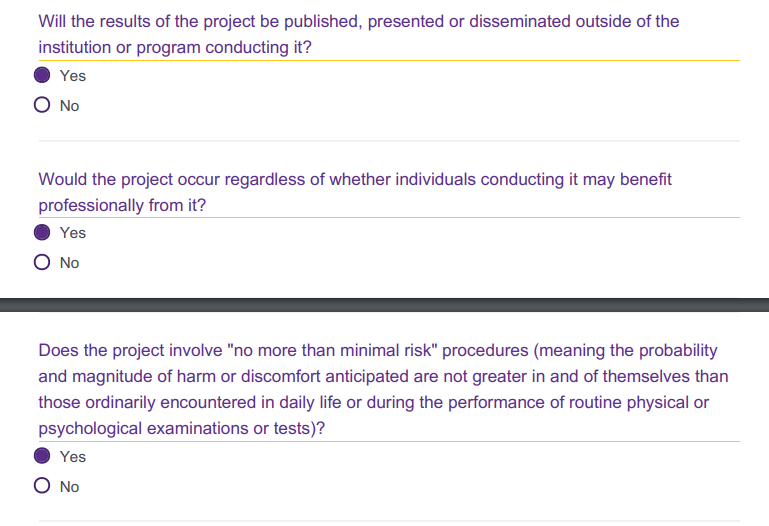 Will the results of the project be published, presented or disseminated outside of the
institution or program conducting it?
Yes
No
Would the project occur regardless of whether individuals conducting it may benefit
professionally from it?
Yes
No
Does the project involve "no more than minimal risk" procedures (meaning the probability
and magnitude of harm or discomfort anticipated are not greater in and of themselves than
those ordinarily encountered in daily life or during the performance of routine physical or
psychological examinations or tests)?
Yes
No